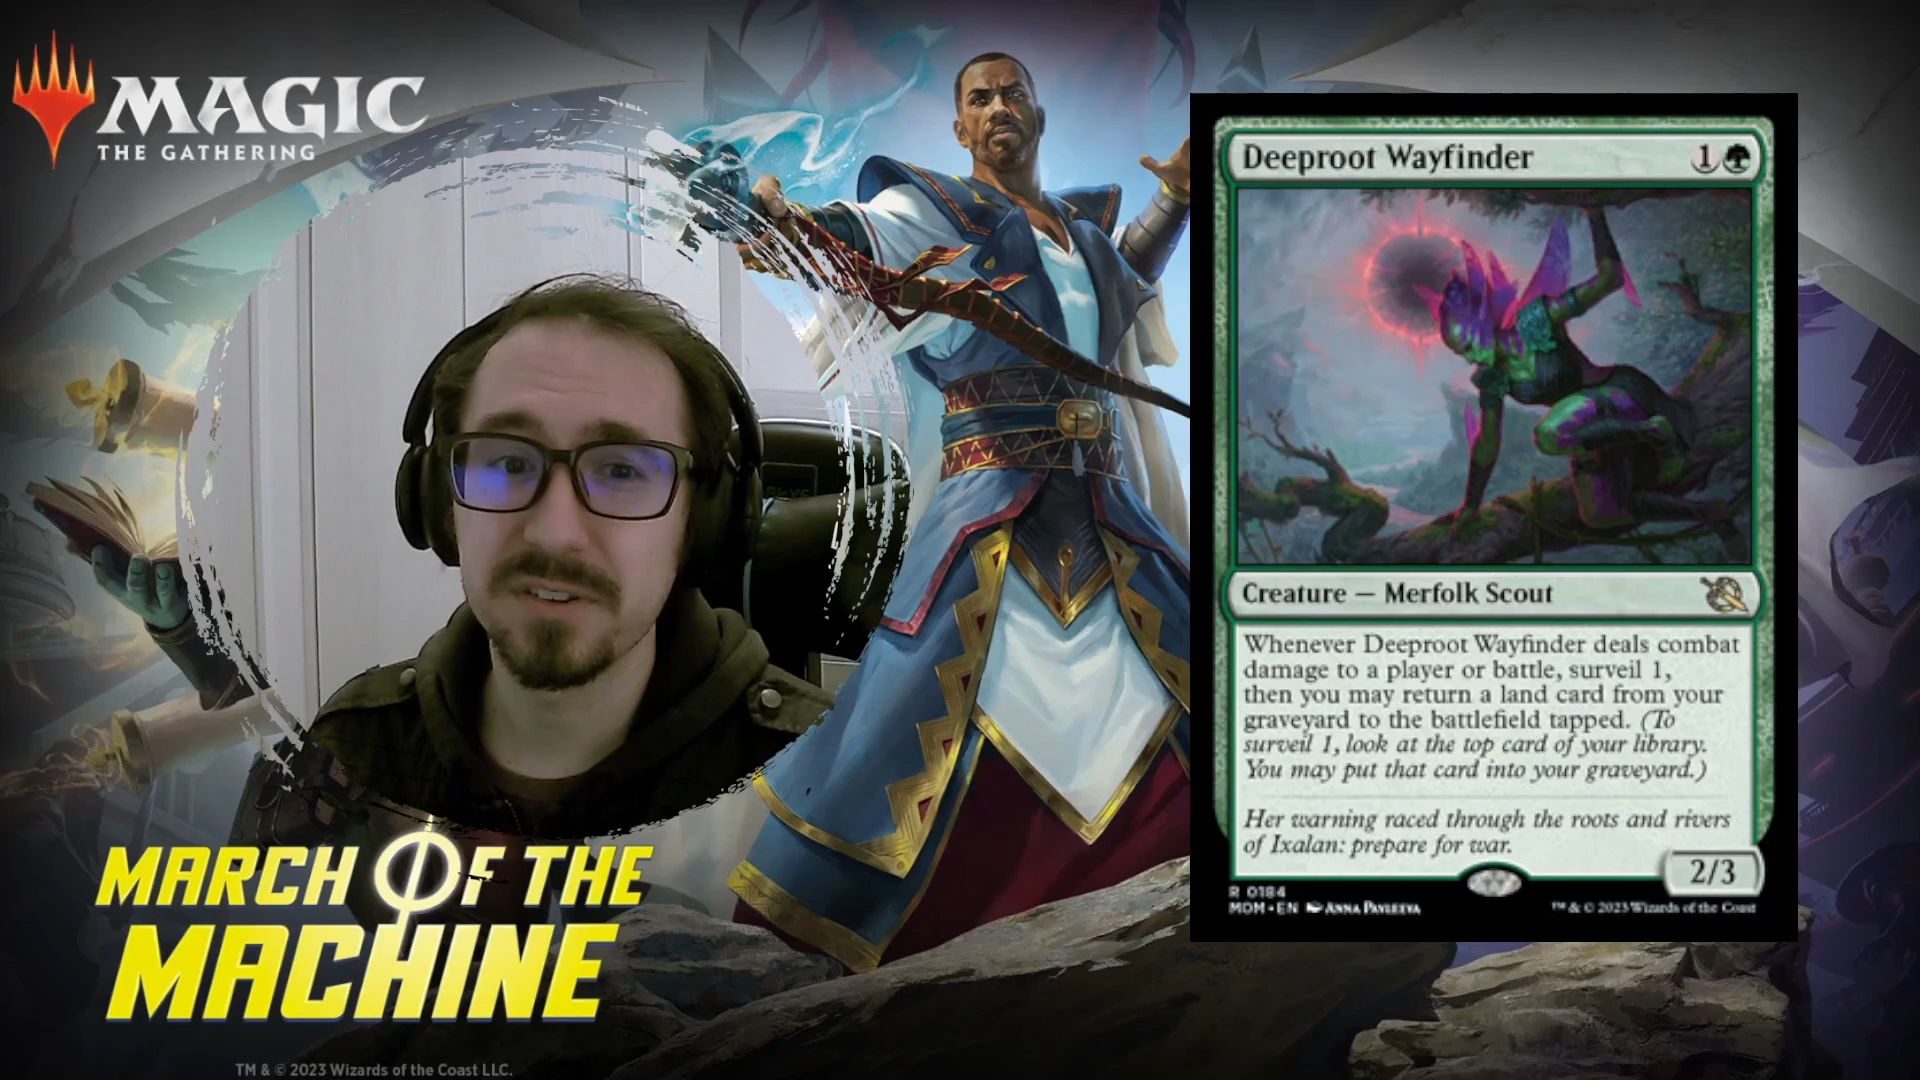 MAGIC
THE GATHERING
Deeproot Wayfinder 1
Creature — Merfolk Scout
Whenever Deeproot Wayfinder deals combat
damage to a player or battle, surveil 1,
then you may return a land card from your
graveyard to the battlefield tapped. (To
surveil 1, look at the top card of your library.
You may put that card into your graveyard.)
Her warning raced through the roots and rivers
of Ixalan: prepare for war.
2/3
R 0184
MOM • EN Anna Pavleeva
™ & © 2023 Wizards of the Coast
MARCH OF THE
MACHINE
TM & © 2023 Wizards of the Coast LLC.